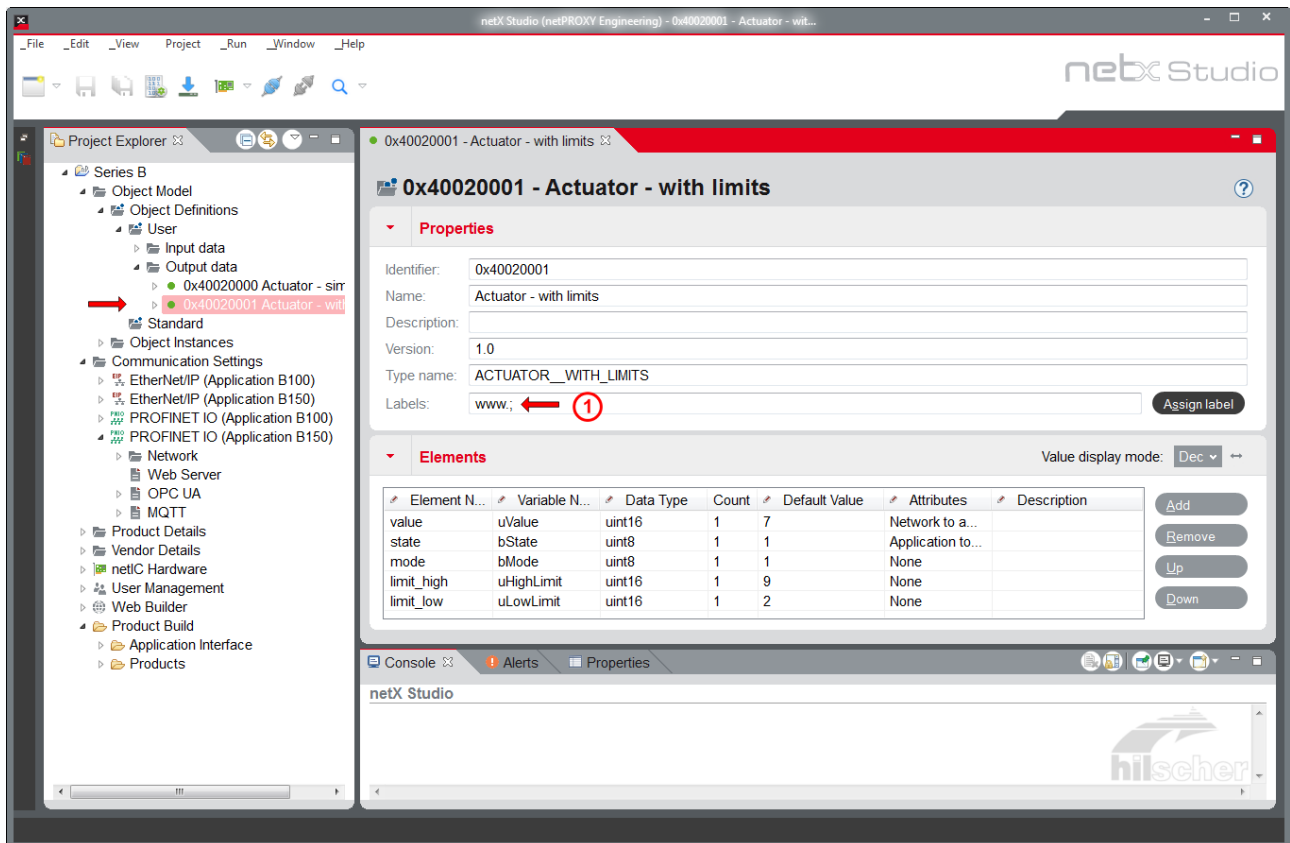 netX Studio (netPROXY Engineering) - 0x40020001 - Actuator - wit...
_File _Edit _View Project _Run _Window _Help
netX Studio
Project Explorer
Series B
Object Model
Object Definitions
User
Input data
Output data
0x40020000 Actuator - sim
0x40020001 Actuator - with
Standard
Object Instances
Communication Settings
EtherNet/IP (Application B100)
EtherNet/IP (Application B150)
PROFINET IO (Application B100)
PROFINET IO (Application B150)
Network
Web Server
OPC UA
MQTT
Product Details
Vendor Details
netIC Hardware
User Management
Web Builder
Product Build
Application Interface
Products
0x40020001 - Actuator - with limits
0x40020001 - Actuator - with limits
?
Properties
Identifier: 0x40020001
Name: Actuator - with limits
Description:
Version: 1.0
Type name: ACTUATOR__WITH_LIMITS
Labels: www.; 1 Assign label
Elements Value display mode: Dec
Element N... Variable N... Data Type Count Default Value Attributes Description
value uValue uint16 1 7 Network to a...
state bState uint8 1 1 Application to...
mode bMode uint8 1 1 None
limit_high uHighLimit uint16 1 9 None
limit_low uLowLimit uint16 1 2 None
Add
Remove
Up
Down
Console Alerts Properties
netX Studio
hilscher